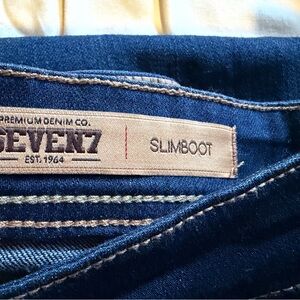 PREMIUM DENIM CO.
SEVEN7
EST. 1964
SLIMBOOT